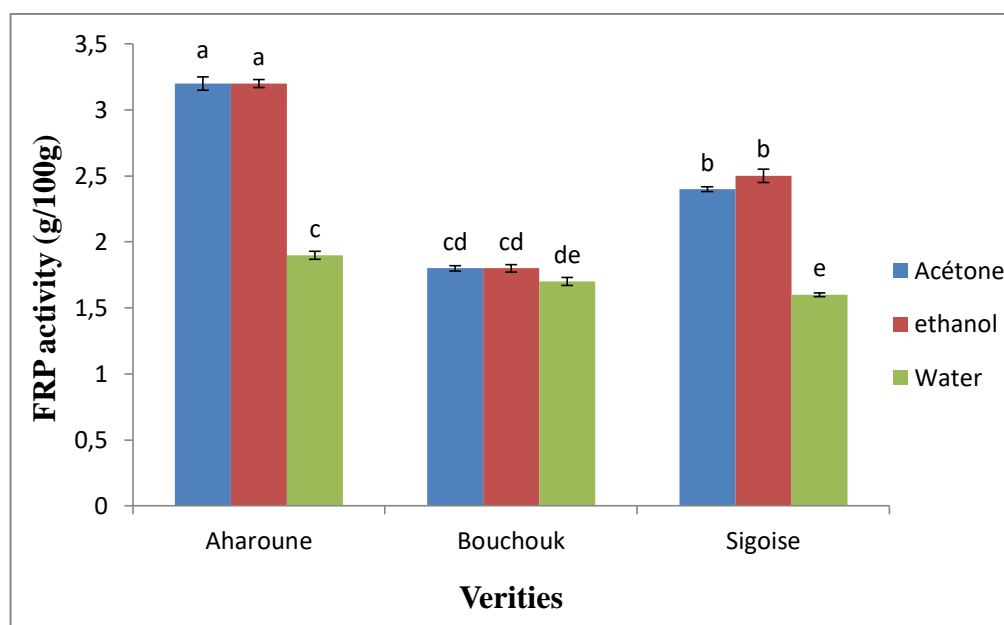 FRP activity (g/100g)
3,5
3
2,5
2
1,5
1
0,5
0
a
a
c
cd
cd
de
b
b
e
Aharoune
Bouchouk
Sigoise
Verities
Acétone
ethanol
Water